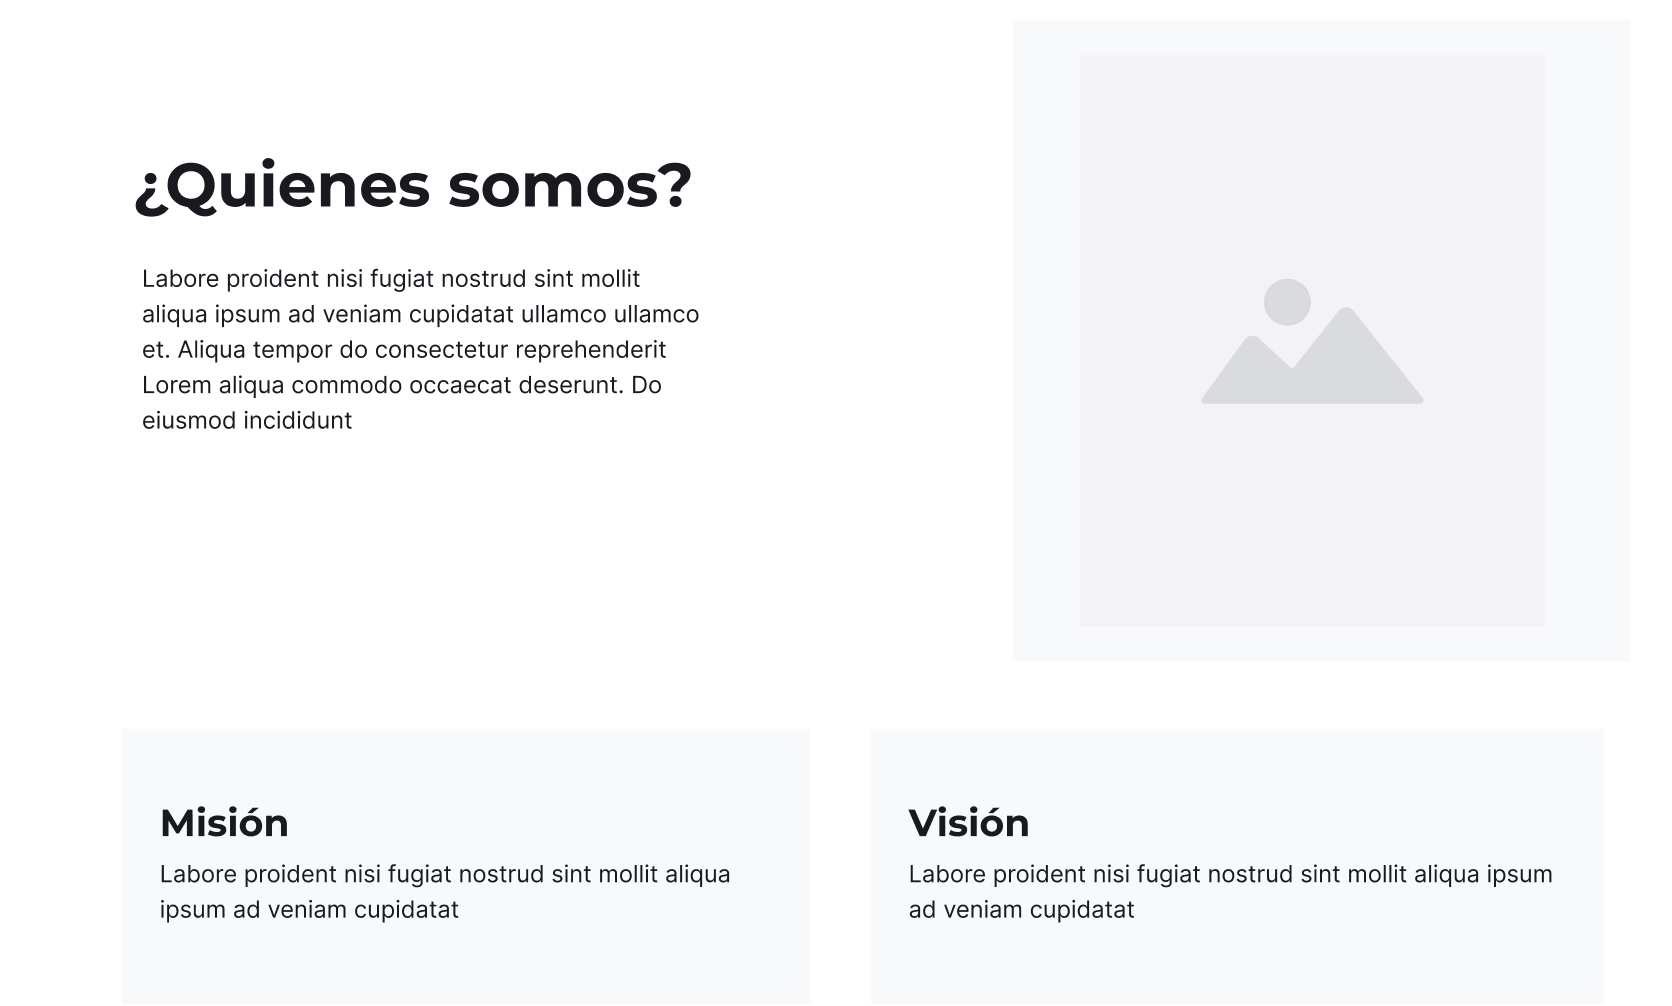 ¿Quienes somos?
Labore proident nisi fugiat nostrud sint mollit
aliqua ipsum ad veniam cupidatat ullamco ullamco
et. Aliqua tempor do consectetur reprehenderit
Lorem aliqua commodo occaecat deserunt. Do
eiusmod incididunt
Misión
Labore proident nisi fugiat nostrud sint mollit aliqua
ipsum ad veniam cupidatat
Visión
Labore proident nisi fugiat nostrud sint mollit aliqua ipsum
ad veniam cupidatat